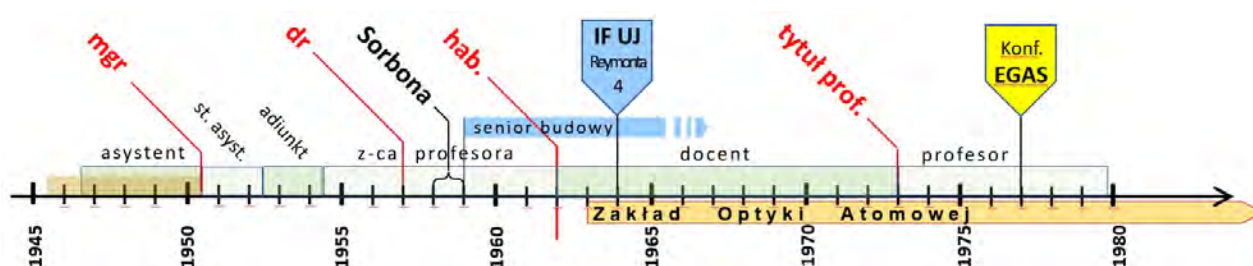 mgr
dr
Sorbona
hab.
IF UJ
Reymonta
4
tytuł prof.
Konf.
EGAS
st. asyst.
adiunkt
senior budowy
asystent
z-ca profesora
docent
profesor
Zakład Optyki Atomowej
1945
1950
1955
1960
1965
1970
1975
1980